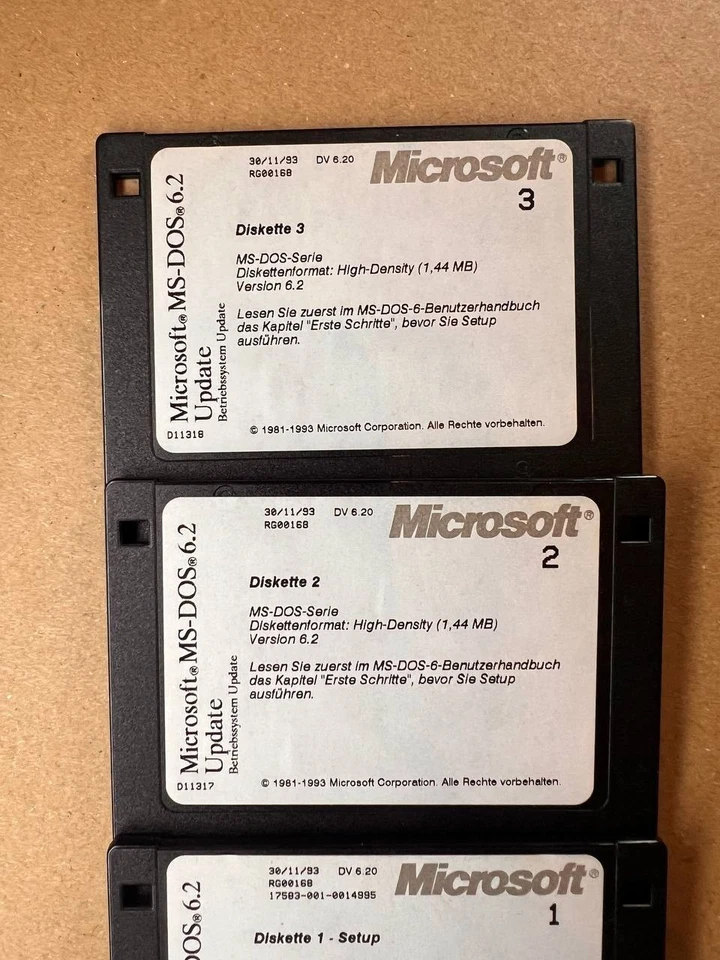 30/11/93 DV 6.20 Microsoft®
RG00168
3
Diskette 3
MS-DOS-Serie
Diskettenformat: High-Density (1,44 MB)
Version 6.2
Lesen Sie zuerst im MS-DOS-6-Benutzerhandbuch
das Kapitel "Erste Schritte", bevor Sie Setup
ausführen.
© 1981-1993 Microsoft Corporation. Alle Rechte vorbehalten.
Microsoft® MS-DOS® 6.2
Update
Betriebssystem Update
D11318
30/11/93 DV 6.20 Microsoft®
RG00168
2
Diskette 2
MS-DOS-Serie
Diskettenformat: High-Density (1,44 MB)
Version 6.2
Lesen Sie zuerst im MS-DOS-6-Benutzerhandbuch
das Kapitel "Erste Schritte", bevor Sie Setup
ausführen.
© 1981-1993 Microsoft Corporation. Alle Rechte vorbehalten.
Microsoft® MS-DOS® 6.2
Update
Betriebssystem Update
D11317
30/11/93 DV 6.20 Microsoft®
RG00168
17583-001-0014995
1
Diskette 1 - Setup
DOS® 6.2